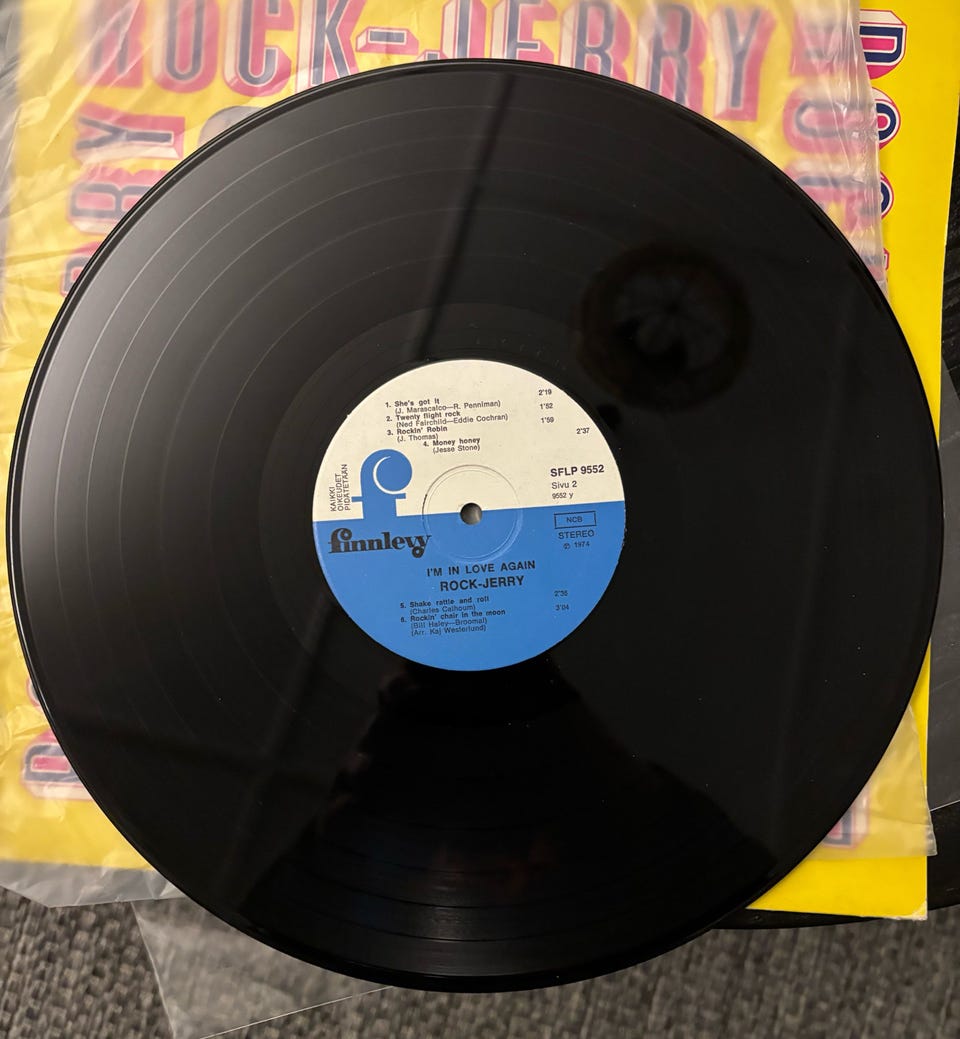 ROCK-JERRY
1. She's got it 2'19
(J. Marascalco—R. Penniman)
2. Twenty flight rock 1'52
(Ned Fairchild—Eddie Cochran)
3. Rockin' Robin 1'59
(J. Thomas)
4. Money honey 2'37
(Jesse Stone)
KAIKKI
OIKEUDET
PIDÄTETÄÄN
SFLP 9552
Sivu 2
9552 y
finnlevy
NCB
STEREO
℗ 1974
I'M IN LOVE AGAIN
ROCK-JERRY
5. Shake rattle and roll 2'35
(Charles Calhoum)
6. Rockin' chair in the moon 3'04
(Bill Haley—Broomal)
(Arr. Kaj Westerlund)